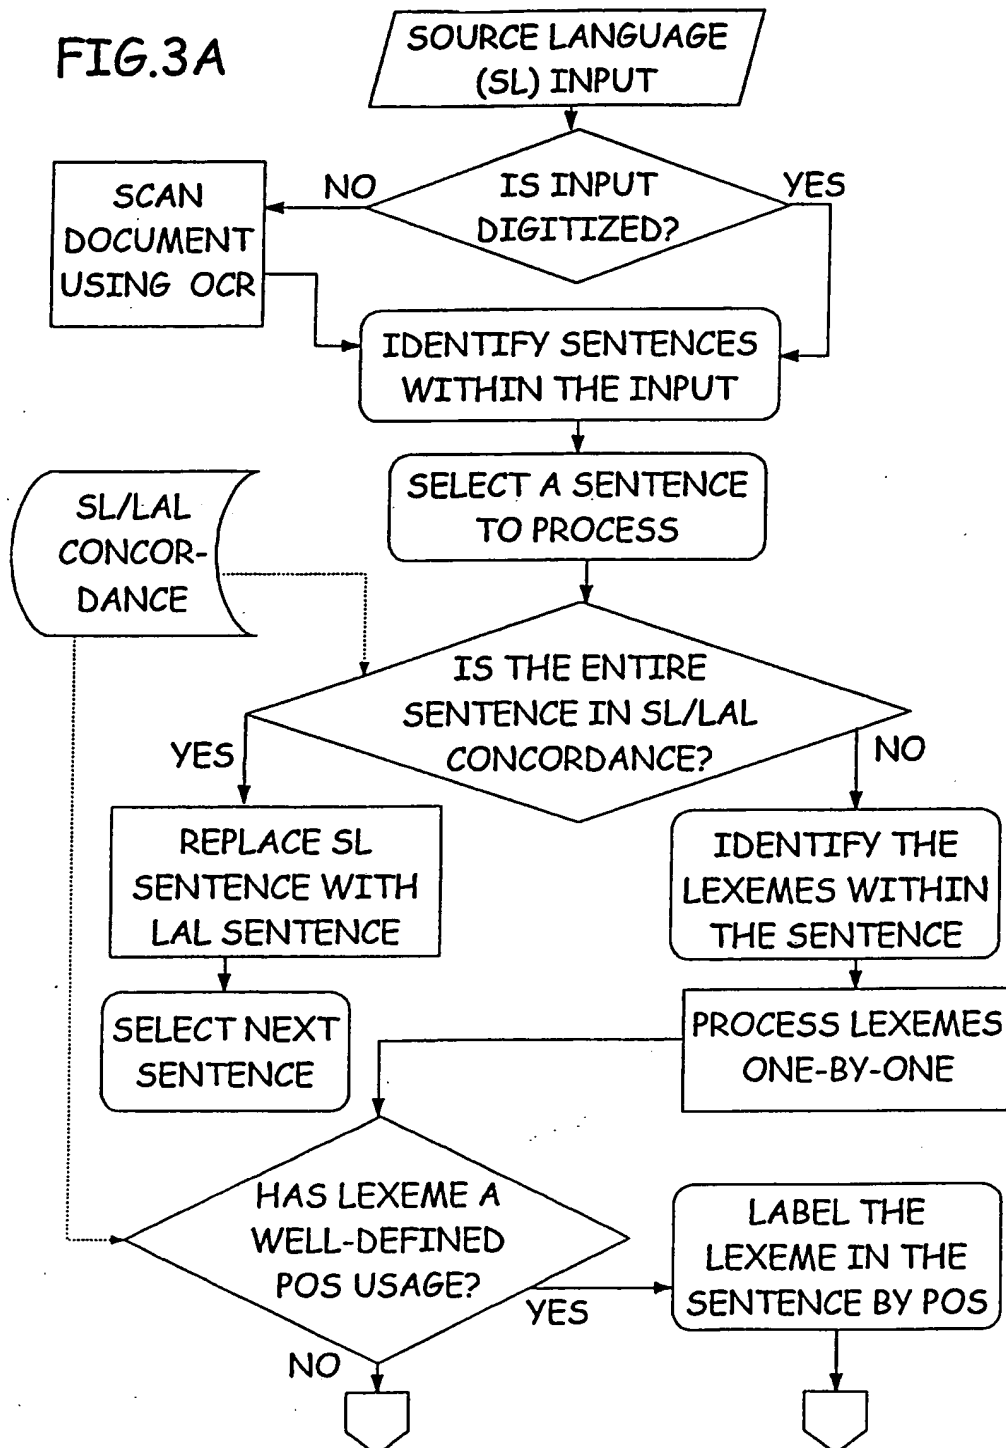 FIG.3A
SOURCE LANGUAGE
(SL) INPUT
IS INPUT
DIGITIZED?
NO
YES
SCAN
DOCUMENT
USING OCR
IDENTIFY SENTENCES
WITHIN THE INPUT
SELECT A SENTENCE
TO PROCESS
SL/LAL
CONCOR-
DANCE
IS THE ENTIRE
SENTENCE IN SL/LAL
CONCORDANCE?
YES
NO
REPLACE SL
SENTENCE WITH
LAL SENTENCE
IDENTIFY THE
LEXEMES WITHIN
THE SENTENCE
SELECT NEXT
SENTENCE
PROCESS LEXEMES
ONE-BY-ONE
HAS LEXEME A
WELL-DEFINED
POS USAGE?
YES
NO
LABEL THE
LEXEME IN THE
SENTENCE BY POS